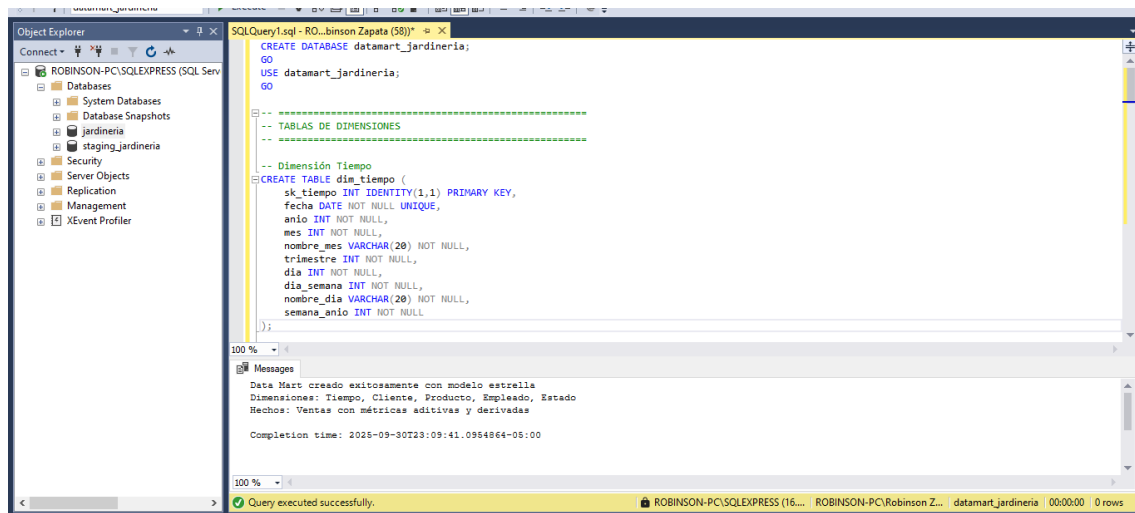 datamart_jardineria
Execute
Object Explorer
Connect
ROBINSON-PC\SQLEXPRESS (SQL Serv
Databases
System Databases
Database Snapshots
jardineria
staging_jardineria
Security
Server Objects
Replication
Management
XEvent Profiler
SQLQuery1.sql - RO...binson Zapata (58))*
CREATE DATABASE datamart_jardineria;
GO
USE datamart_jardineria;
GO
-- ==================================================
-- TABLAS DE DIMENSIONES
-- ==================================================
-- Dimensión Tiempo
CREATE TABLE dim_tiempo (
sk_tiempo INT IDENTITY(1,1) PRIMARY KEY,
fecha DATE NOT NULL UNIQUE,
anio INT NOT NULL,
mes INT NOT NULL,
nombre_mes VARCHAR(20) NOT NULL,
trimestre INT NOT NULL,
dia INT NOT NULL,
dia_semana INT NOT NULL,
nombre_dia VARCHAR(20) NOT NULL,
semana_anio INT NOT NULL
);
100 %
Messages
Data Mart creado exitosamente con modelo estrella
Dimensiones: Tiempo, Cliente, Producto, Empleado, Estado
Hechos: Ventas con métricas aditivas y derivadas
Completion time: 2025-09-30T23:09:41.0954864-05:00
100 %
Query executed successfully.
ROBINSON-PC\SQLEXPRESS (16....
ROBINSON-PC\Robinson Z...
datamart_jardineria
00:00:00
0 rows